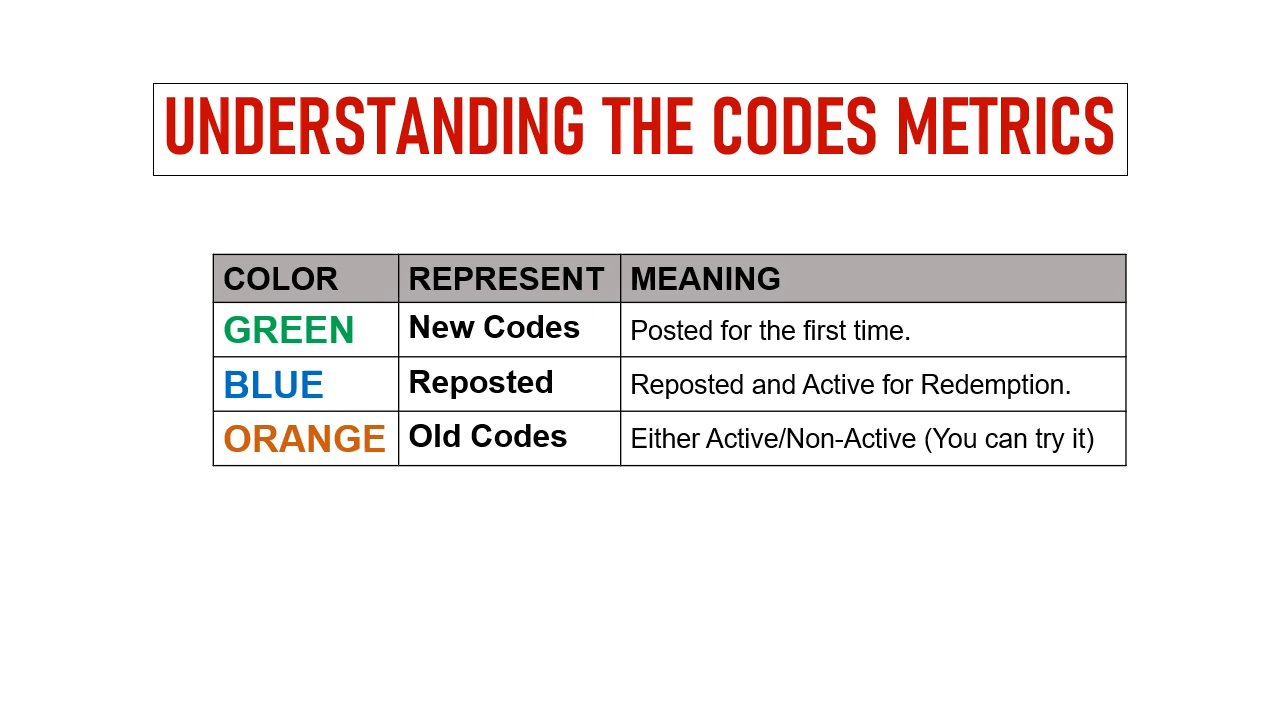 UNDERSTANDING THE CODES METRICS
COLOR REPRESENT MEANING
GREEN New Codes Posted for the first time.
BLUE Reposted Reposted and Active for Redemption.
ORANGE Old Codes Either Active/Non-Active (You can try it)